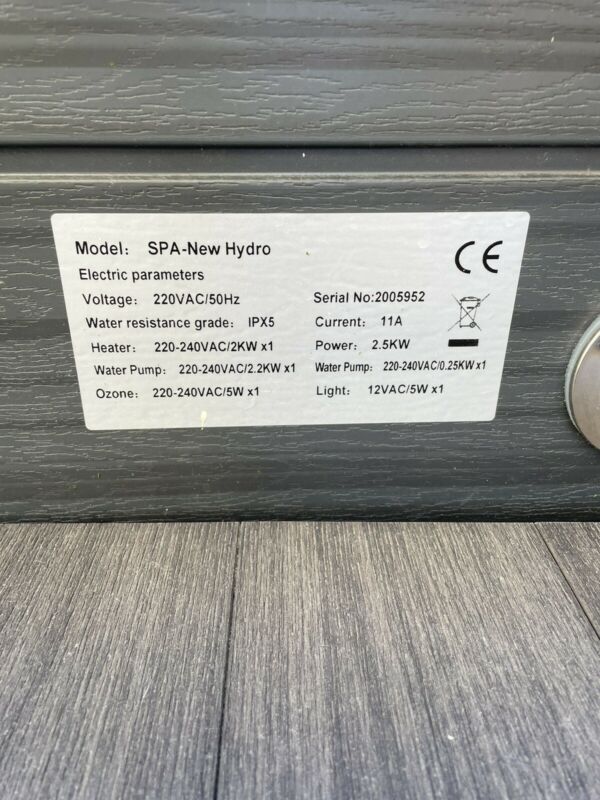 Model: SPA-New Hydro
CE
Electric parameters
Voltage: 220VAC/50Hz Serial No:2005952
Water resistance grade: IPX5 Current: 11A
Heater: 220-240VAC/2KW x1 Power: 2.5KW
Water Pump: 220-240VAC/2.2KW x1 Water Pump: 220-240VAC/0.25KW x1
Ozone: 220-240VAC/5W x1 Light: 12VAC/5W x1